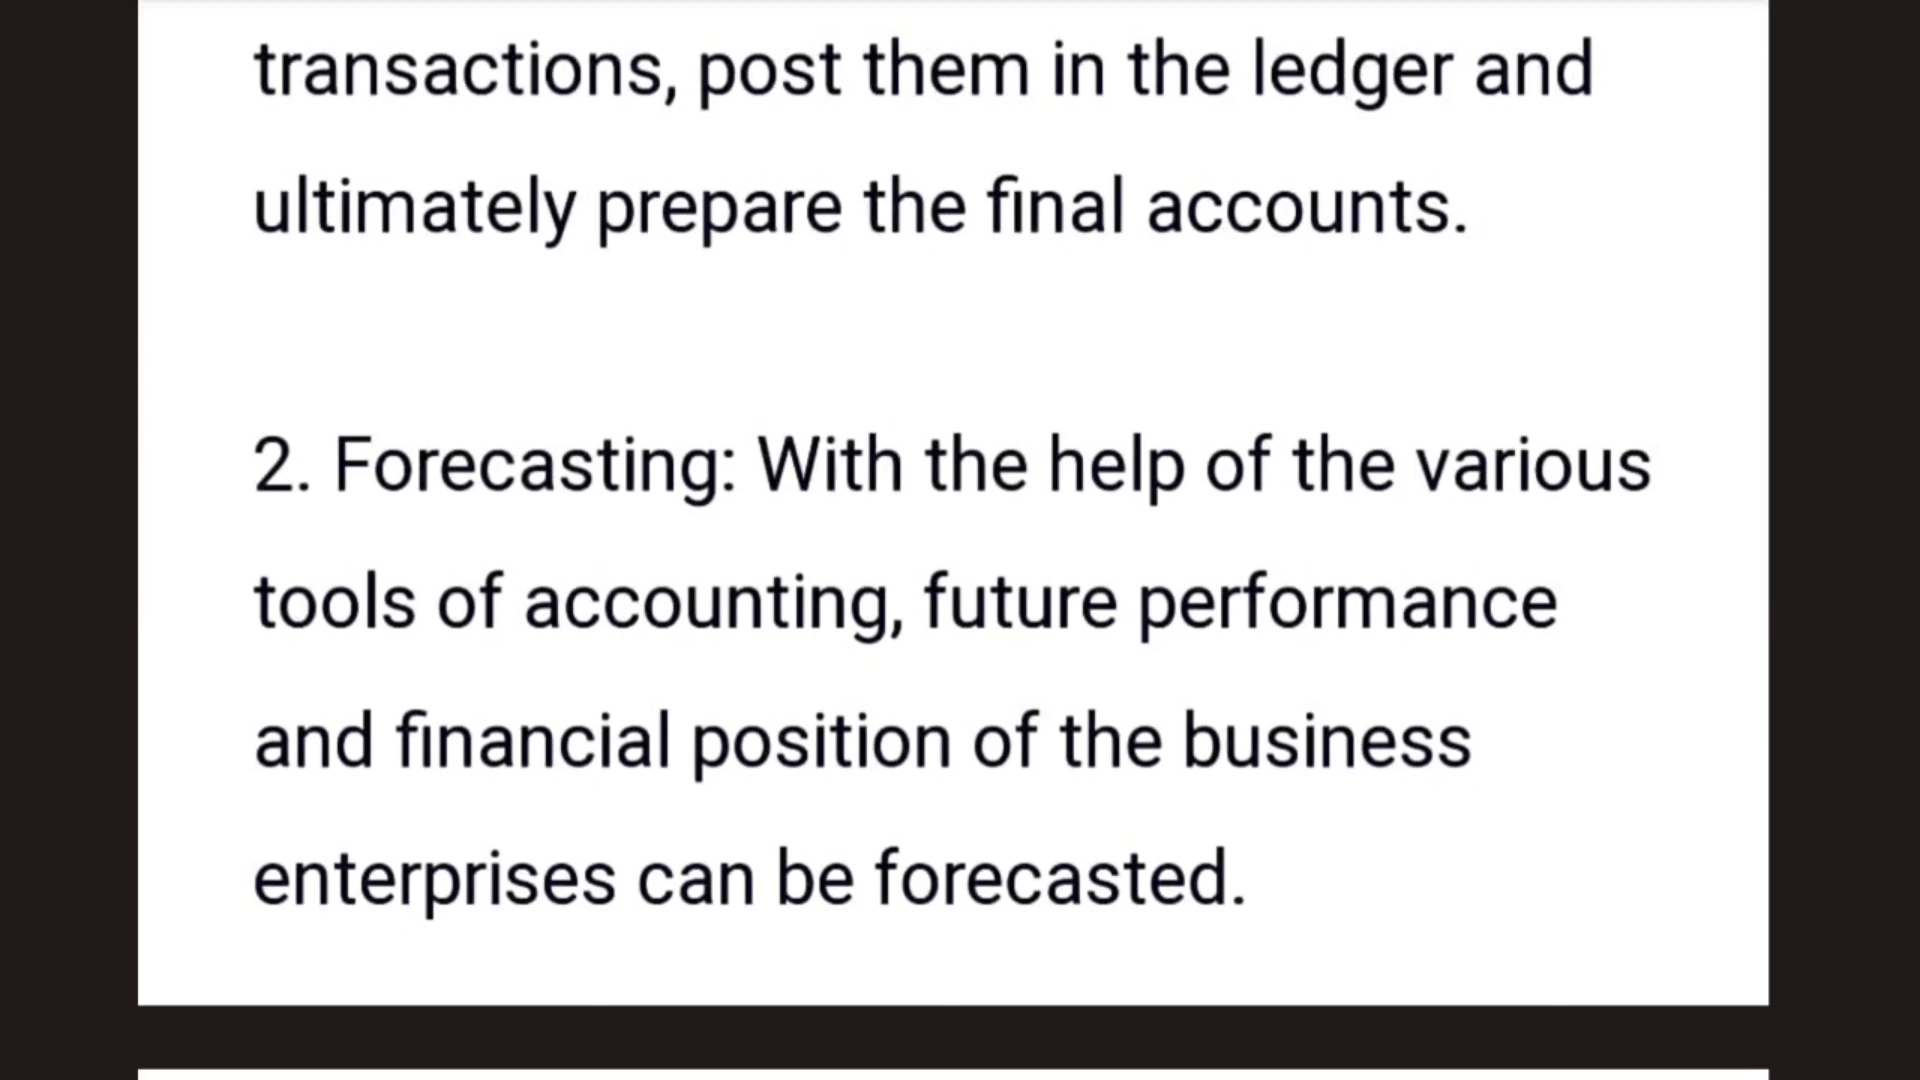 transactions, post them in the ledger and
ultimately prepare the final accounts.
2. Forecasting: With the help of the various
tools of accounting, future performance
and financial position of the business
enterprises can be forecasted.